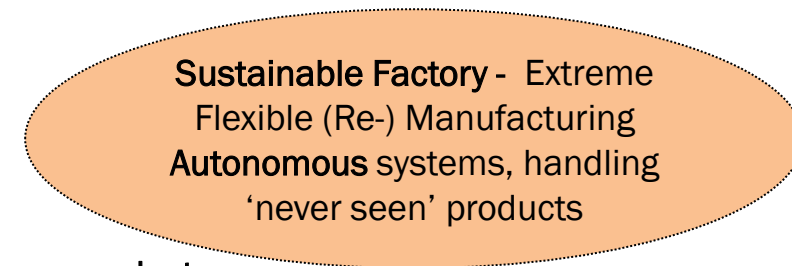 Sustainable Factory - Extreme
Flexible (Re-) Manufacturing
Autonomous systems, handling
‘never seen’ products